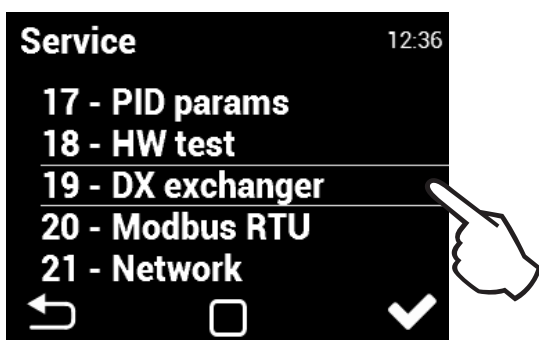 Service
12:36
17 - PID params
18 - HW test
19 - DX exchanger
20 - Modbus RTU
21 - Network